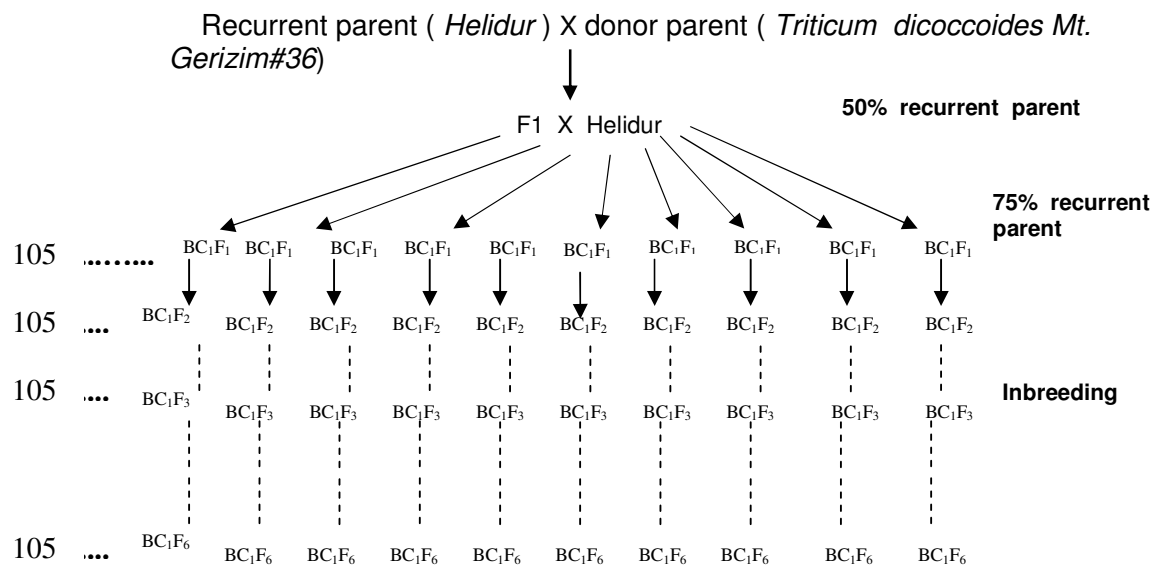 Recurrent parent ( Helidur ) X donor parent ( Triticum dicoccoides Mt.
Gerizim#36)
50% recurrent parent
F1 X Helidur
75% recurrent
parent
105 ......... BC₁F₁ BC₁F₁ BC₁F₁ BC₁F₁ BC₁F₁ BC₁F₁ BC₁F₁ BC₁F₁ BC₁F₁ BC₁F₁
105 .... BC₁F₂ BC₁F₂ BC₁F₂ BC₁F₂ BC₁F₂ BC₁F₂ BC₁F₂ BC₁F₂ BC₁F₂ BC₁F₂
105 .... BC₁F₃ BC₁F₃ BC₁F₃ BC₁F₃ BC₁F₃ BC₁F₃ BC₁F₃ BC₁F₃ BC₁F₃ BC₁F₃
Inbreeding
105 .... BC₁F₆ BC₁F₆ BC₁F₆ BC₁F₆ BC₁F₆ BC₁F₆ BC₁F₆ BC₁F₆ BC₁F₆ BC₁F₆